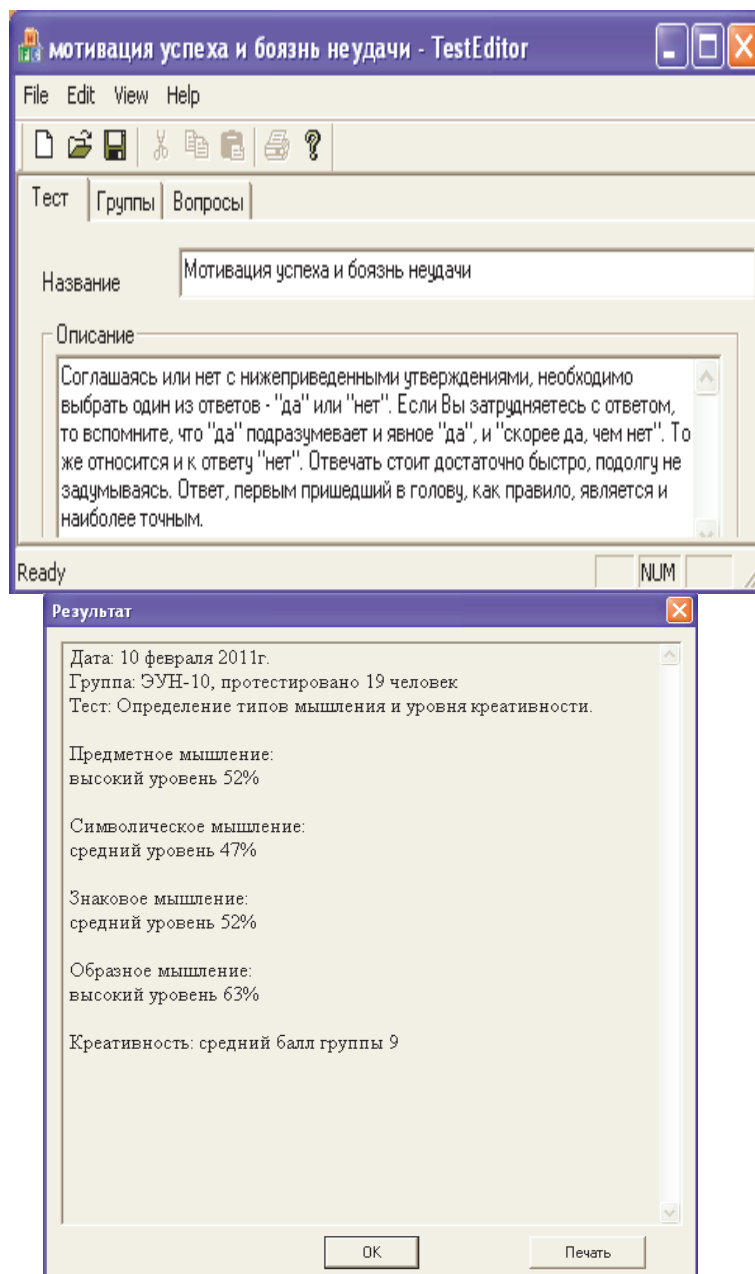 мотивация успеха и боязнь неудачи - TestEditor
File Edit View Help
Тест Группы Вопросы
Название Мотивация успеха и боязнь неудачи
Описание
Соглашаясь или нет с нижеприведенными утверждениями, необходимо
выбрать один из ответов - "да" или "нет". Если Вы затрудняетесь с ответом,
то вспомните, что "да" подразумевает и явное "да", и "скорее да, чем нет". То
же относится и к ответу "нет". Отвечать стоит достаточно быстро, подолгу не
задумываясь. Ответ, первым пришедший в голову, как правило, является и
наиболее точным.
Ready NUM
Результат
Дата: 10 февраля 2011г.
Группа: ЭУН-10, протестировано 19 человек
Тест: Определение типов мышления и уровня креативности.
Предметное мышление:
высокий уровень 52%
Символическое мышление:
средний уровень 47%
Знаковое мышление:
средний уровень 52%
Образное мышление:
высокий уровень 63%
Креативность: средний балл группы 9
OK Печать